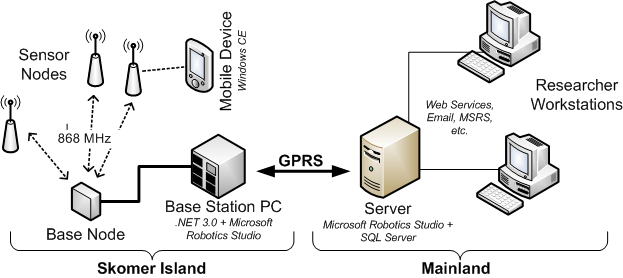 Sensor
Nodes
Mobile Device
Windows CE
868 MHz
Base Node
Base Station PC
.NET 3.0 + Microsoft
Robotics Studio
GPRS
Server
Microsoft Robotics Studio +
SQL Server
Web Services,
Email, MSRS,
etc.
Researcher
Workstations
Skomer Island
Mainland